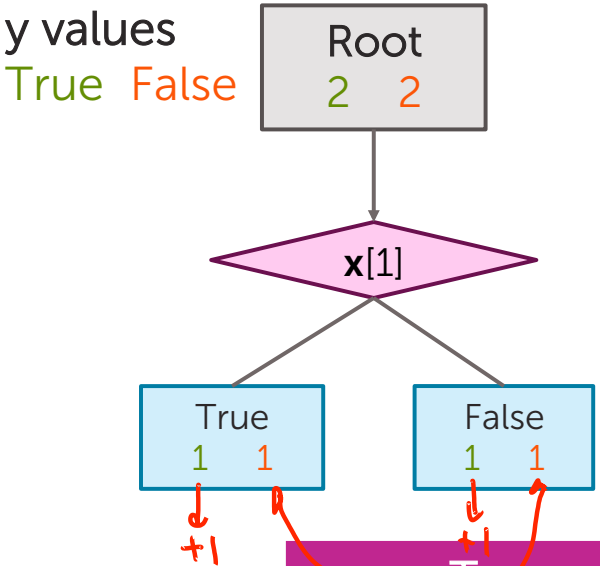 y values
True False
Root
2 2
x[1]
True
1 1
False
1 1
+1
+1